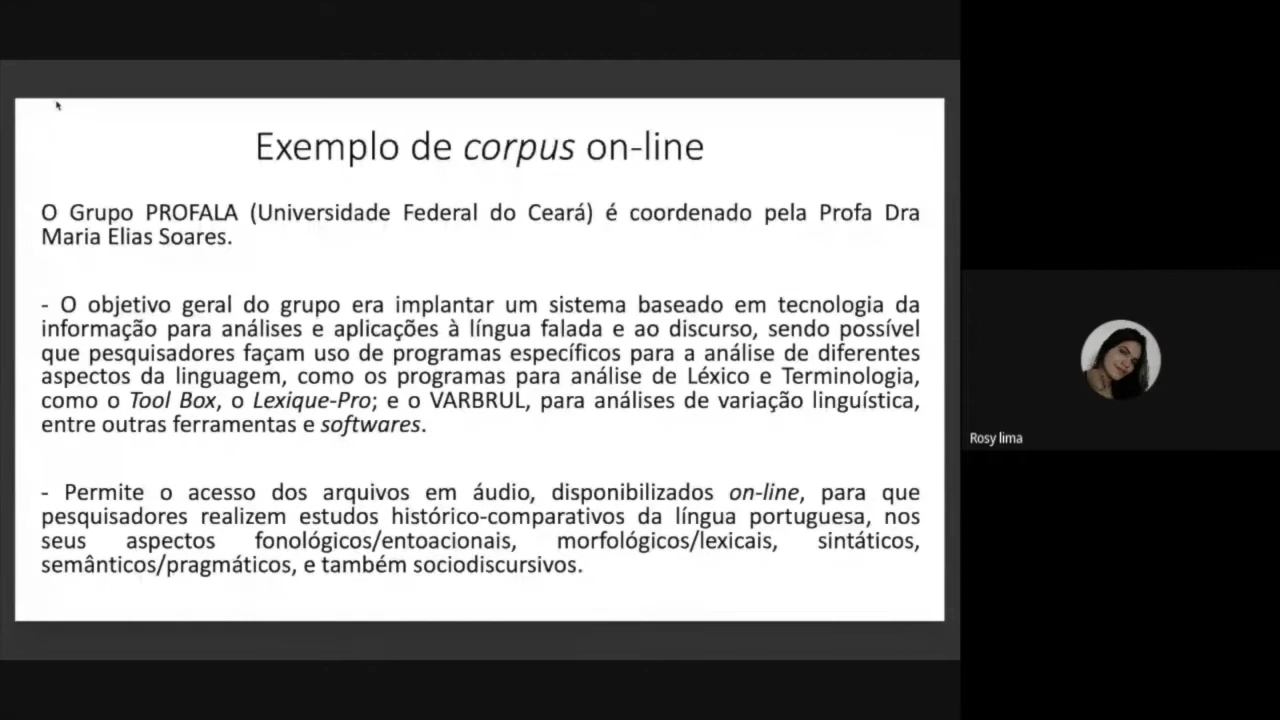 Exemplo de corpus on-line
O Grupo PROFALA (Universidade Federal do Ceará) é coordenado pela Profa Dra
Maria Elias Soares.
- O objetivo geral do grupo era implantar um sistema baseado em tecnologia da
informação para análises e aplicações à língua falada e ao discurso, sendo possível
que pesquisadores façam uso de programas específicos para a análise de diferentes
aspectos da linguagem, como os programas para análise de Léxico e Terminologia,
como o Tool Box, o Lexique-Pro; e o VARBRUL, para análises de variação linguística,
entre outras ferramentas e softwares.
- Permite o acesso dos arquivos em áudio, disponibilizados on-line, para que
pesquisadores realizem estudos histórico-comparativos da língua portuguesa, nos
seus aspectos fonológicos/entoacionais, morfológicos/lexicais, sintáticos,
semânticos/pragmáticos, e também sociodiscursivos.
Rosy lima